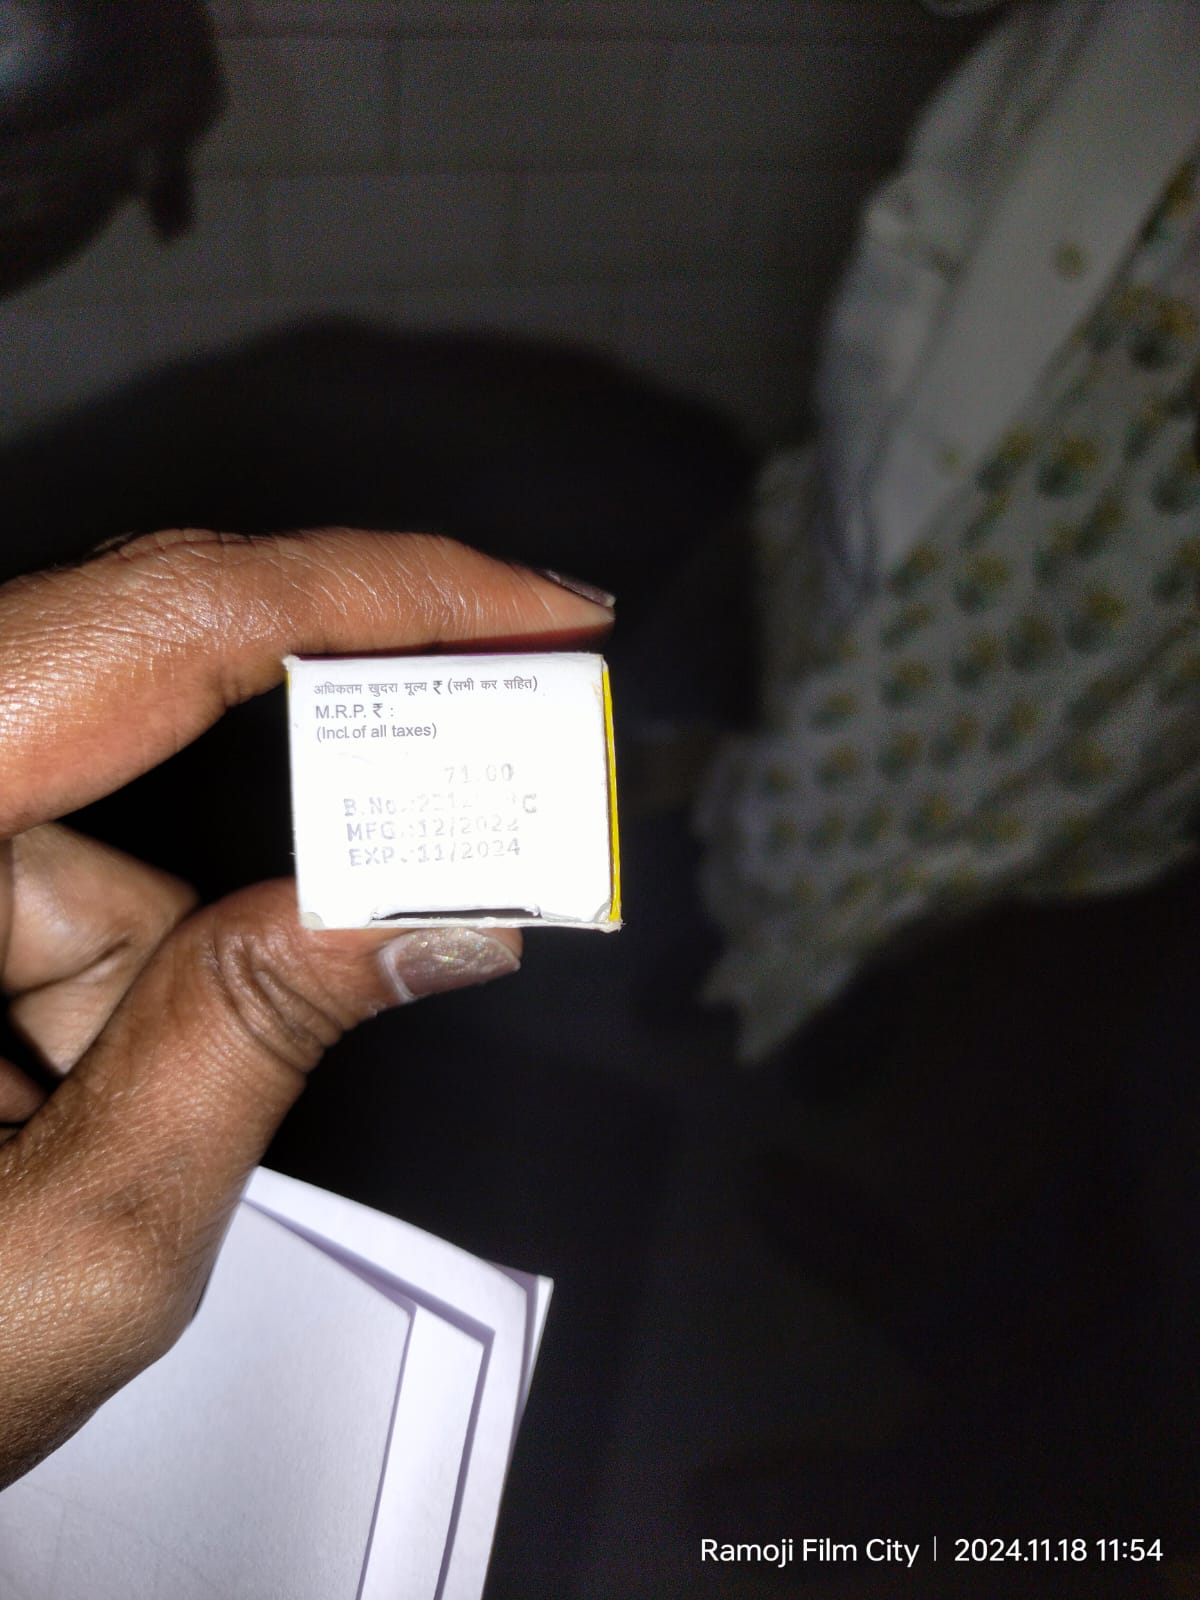 अधिकतम खुदरा मूल्य ₹ (सभी कर सहित)
M.R.P. ₹ :
(Incl. of all taxes)
71.00
B.No.:
MFG.:12/2022
EXP.:11/2024
Ramoji Film City | 2024.11.18 11:54